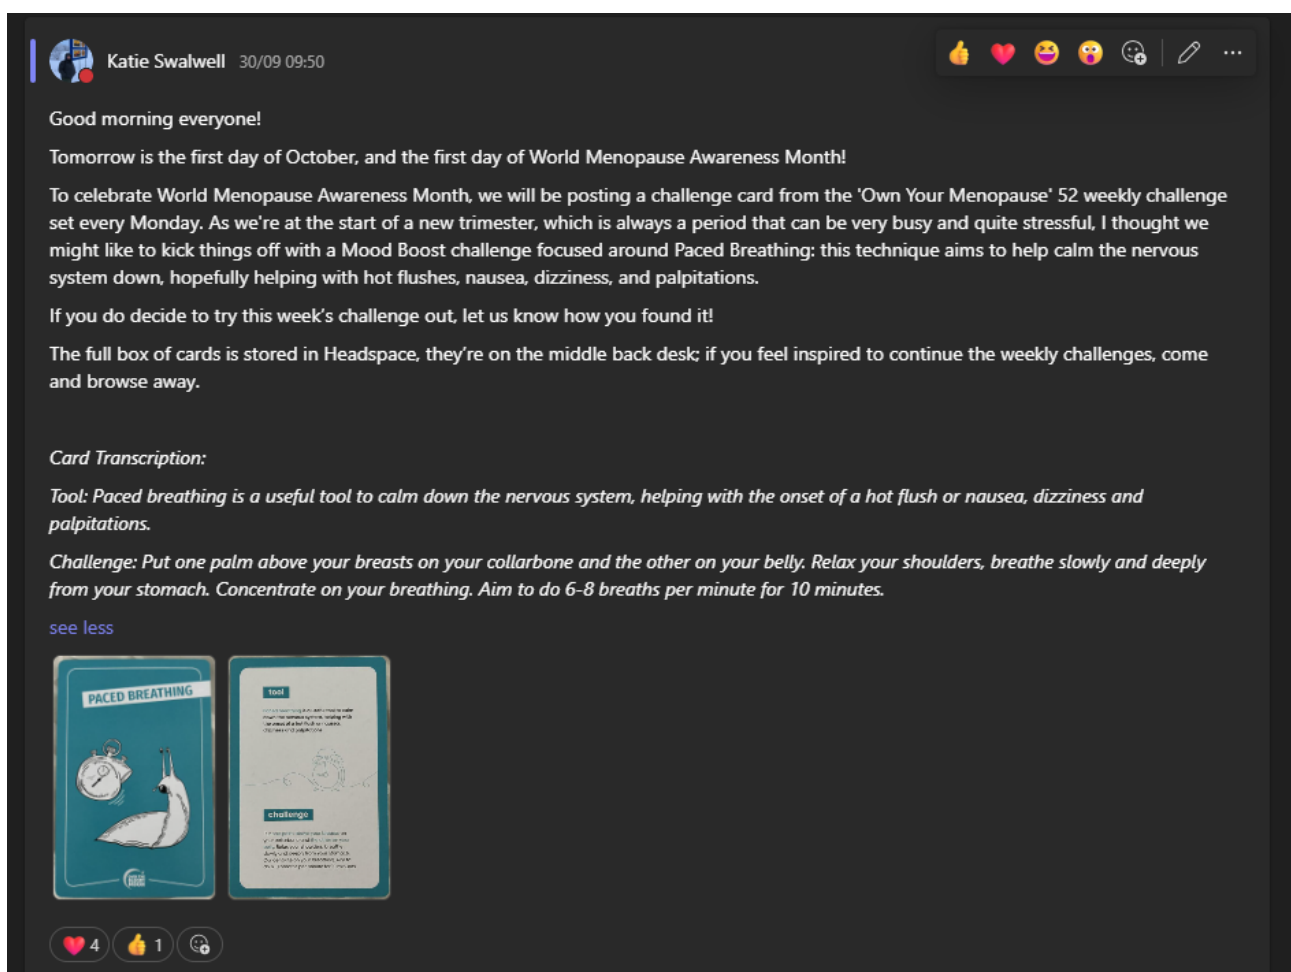 Katie Swalwell 30/09 09:50
Good morning everyone!
Tomorrow is the first day of October, and the first day of World Menopause Awareness Month!
To celebrate World Menopause Awareness Month, we will be posting a challenge card from the 'Own Your Menopause' 52 weekly challenge
set every Monday. As we're at the start of a new trimester, which is always a period that can be very busy and quite stressful, I thought we
might like to kick things off with a Mood Boost challenge focused around Paced Breathing: this technique aims to help calm the nervous
system down, hopefully helping with hot flushes, nausea, dizziness, and palpitations.
If you do decide to try this week's challenge out, let us know how you found it!
The full box of cards is stored in Headspace, they're on the middle back desk; if you feel inspired to continue the weekly challenges, come
and browse away.
Card Transcription:
Tool: Paced breathing is a useful tool to calm down the nervous system, helping with the onset of a hot flush or nausea, dizziness and
palpitations.
Challenge: Put one palm above your breasts on your collarbone and the other on your belly. Relax your shoulders, breathe slowly and deeply
from your stomach. Concentrate on your breathing. Aim to do 6-8 breaths per minute for 10 minutes.
see less
PACED BREATHING
tool
challenge
4 1